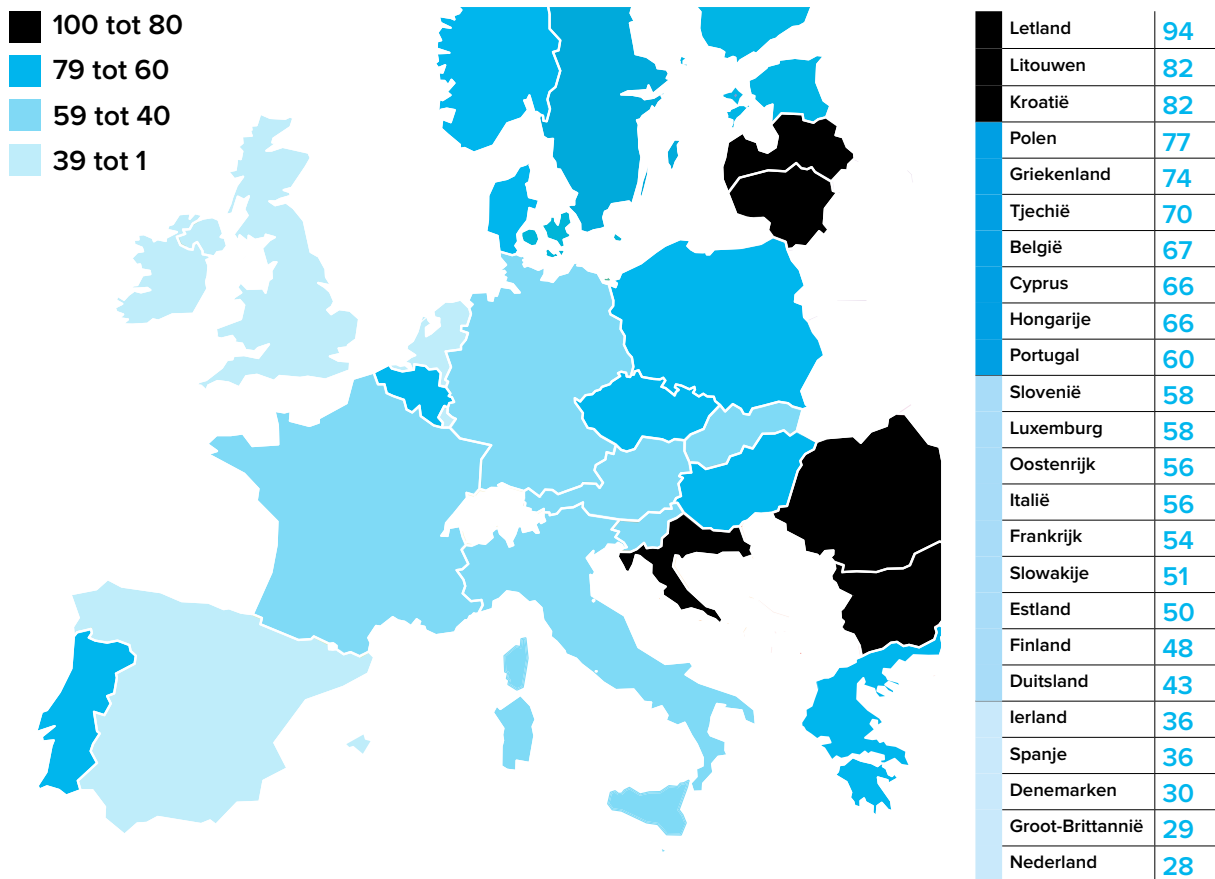 100 tot 80
79 tot 60
59 tot 40
39 tot 1
Letland 94
Litouwen 82
Kroatië 82
Polen 77
Griekenland 74
Tjechië 70
België 67
Cyprus 66
Hongarije 66
Portugal 60
Slovenië 58
Luxemburg 58
Oostenrijk 56
Italië 56
Frankrijk 54
Slowakije 51
Estland 50
Finland 48
Duitsland 43
Ierland 36
Spanje 36
Denemarken 30
Groot-Brittannië 29
Nederland 28